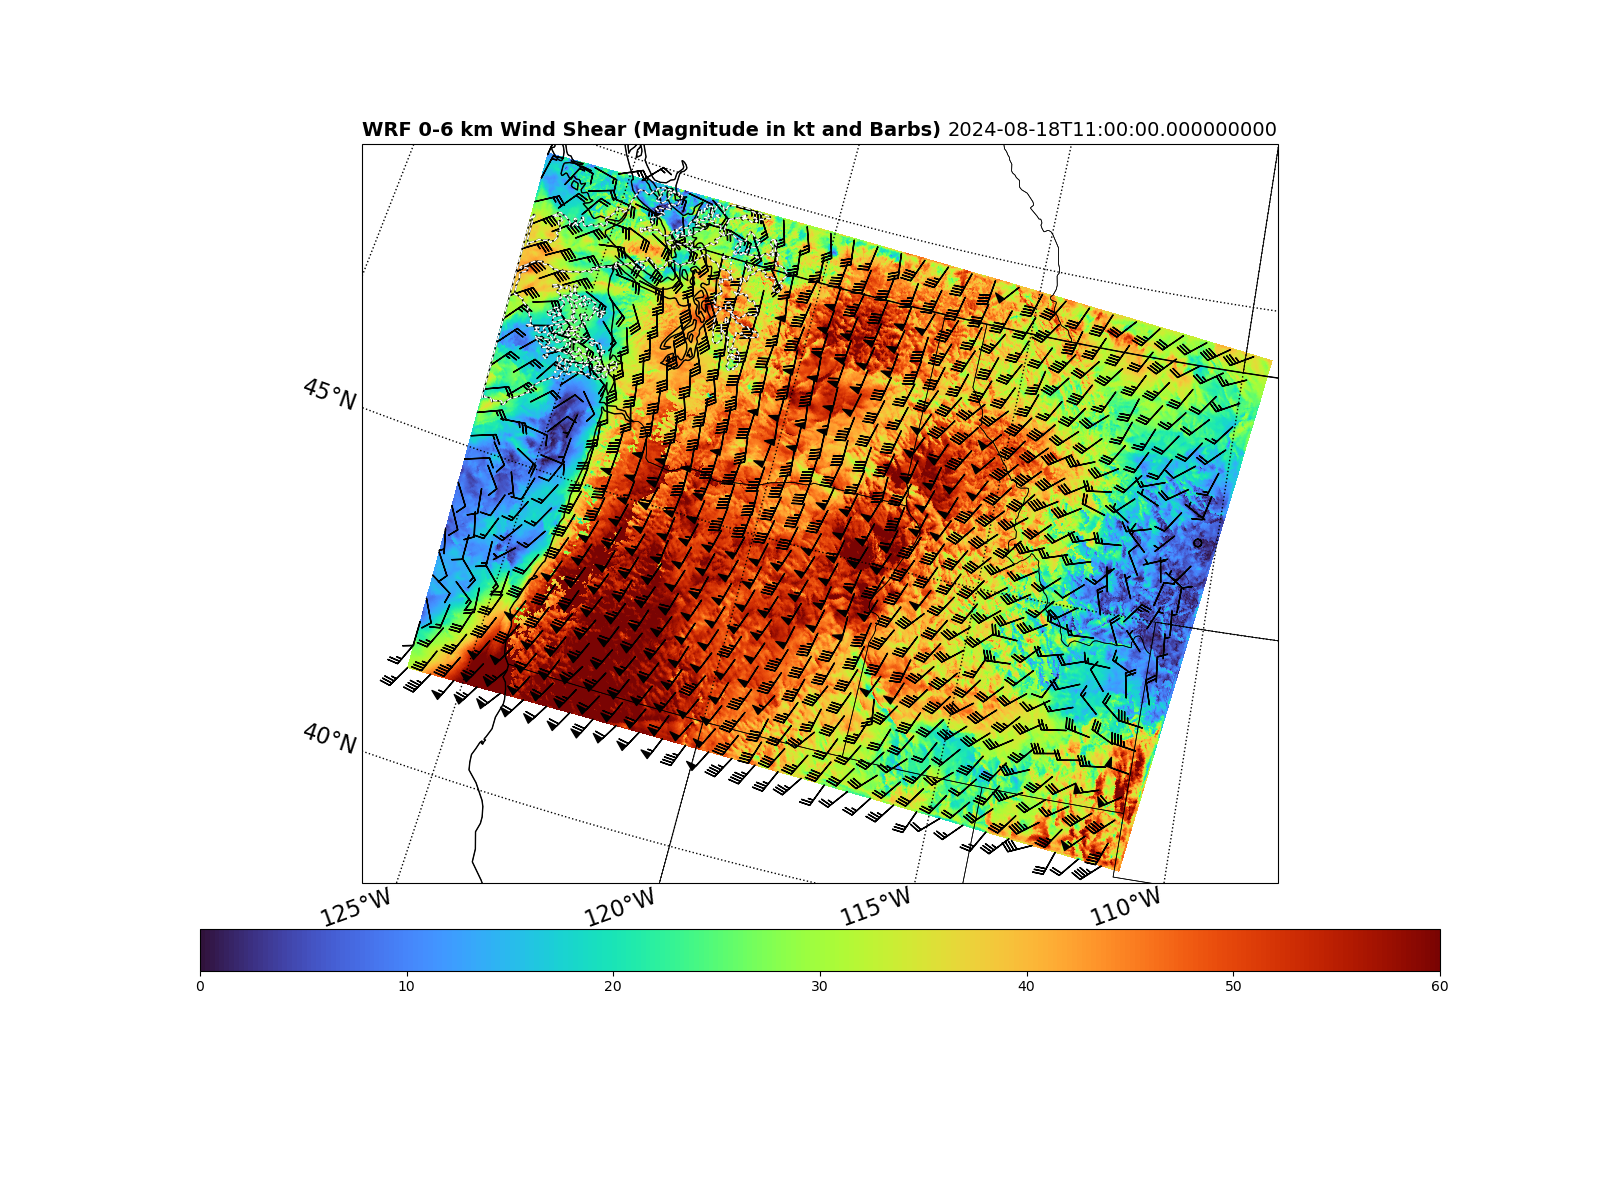 WRF 0-6 km Wind Shear (Magnitude in kt and Barbs) 2024-08-18T11:00:00.000000000
45°N
40°N
125°W 120°W 115°W 110°W
0 10 20 30 40 50 60